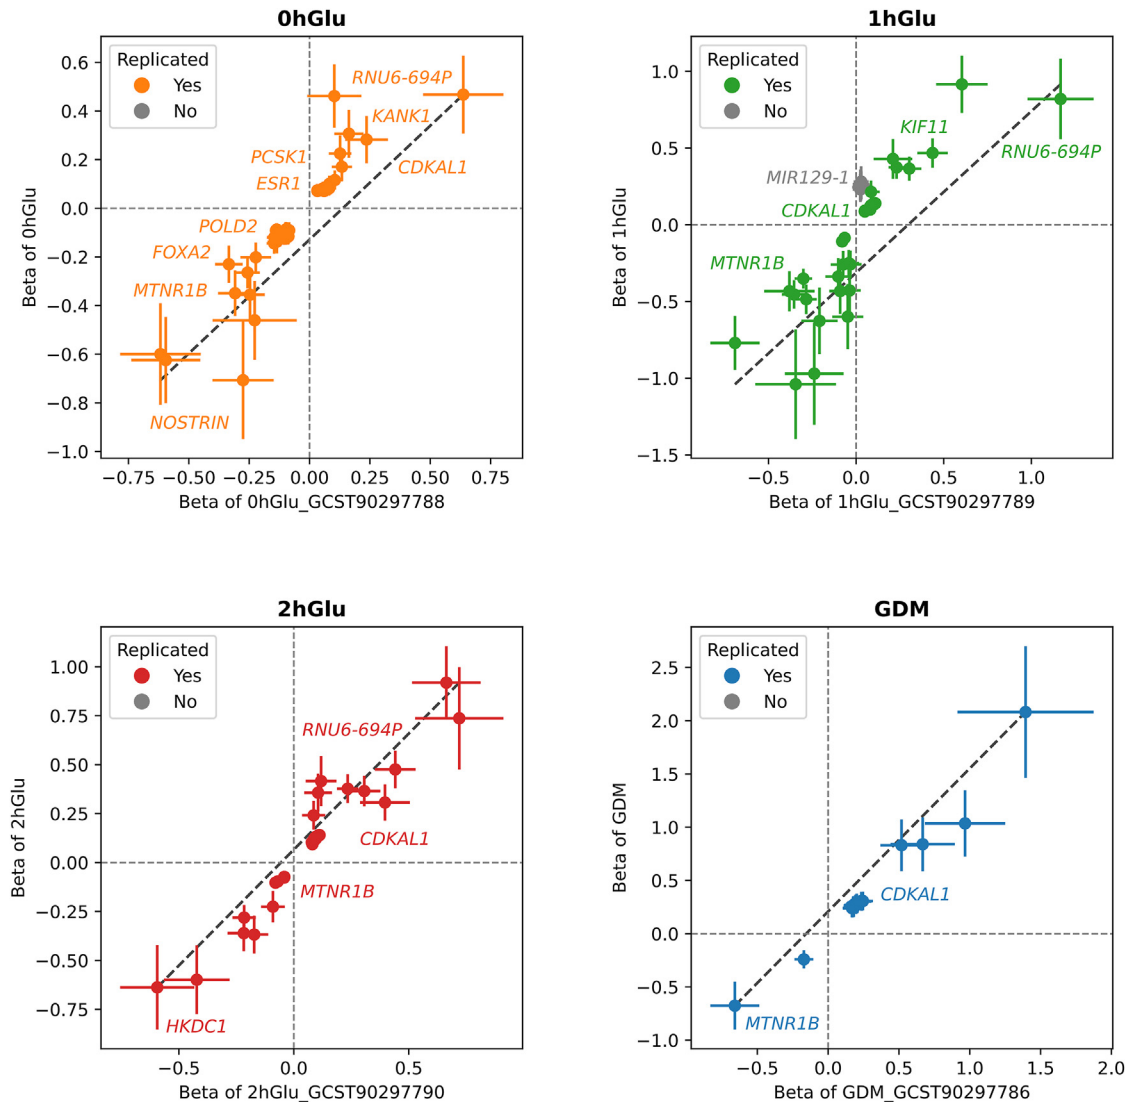 0hGlu
Replicated
Yes
No
RNU6-694P
KANK1
PCSK1
CDKAL1
ESR1
POLD2
FOXA2
MTNR1B
NOSTRIN
0.6
0.4
0.2
0.0
−0.2
−0.4
−0.6
−0.8
−1.0
−0.75 −0.50 −0.25 0.00 0.25 0.50 0.75
Beta of 0hGlu
Beta of 0hGlu_GCST90297788
1hGlu
Replicated
Yes
No
KIF11
RNU6-694P
MIR129-1
CDKAL1
MTNR1B
1.0
0.5
0.0
−0.5
−1.0
−1.5
−0.5 0.0 0.5 1.0
Beta of 1hGlu
Beta of 1hGlu_GCST90297789
2hGlu
Replicated
Yes
No
RNU6-694P
CDKAL1
MTNR1B
HKDC1
1.00
0.75
0.50
0.25
0.00
−0.25
−0.50
−0.75
−0.5 0.0 0.5
Beta of 2hGlu
Beta of 2hGlu_GCST90297790
GDM
Replicated
Yes
No
CDKAL1
MTNR1B
2.5
2.0
1.5
1.0
0.5
0.0
−0.5
−1.0
−0.5 0.0 0.5 1.0 1.5 2.0
Beta of GDM
Beta of GDM_GCST90297786